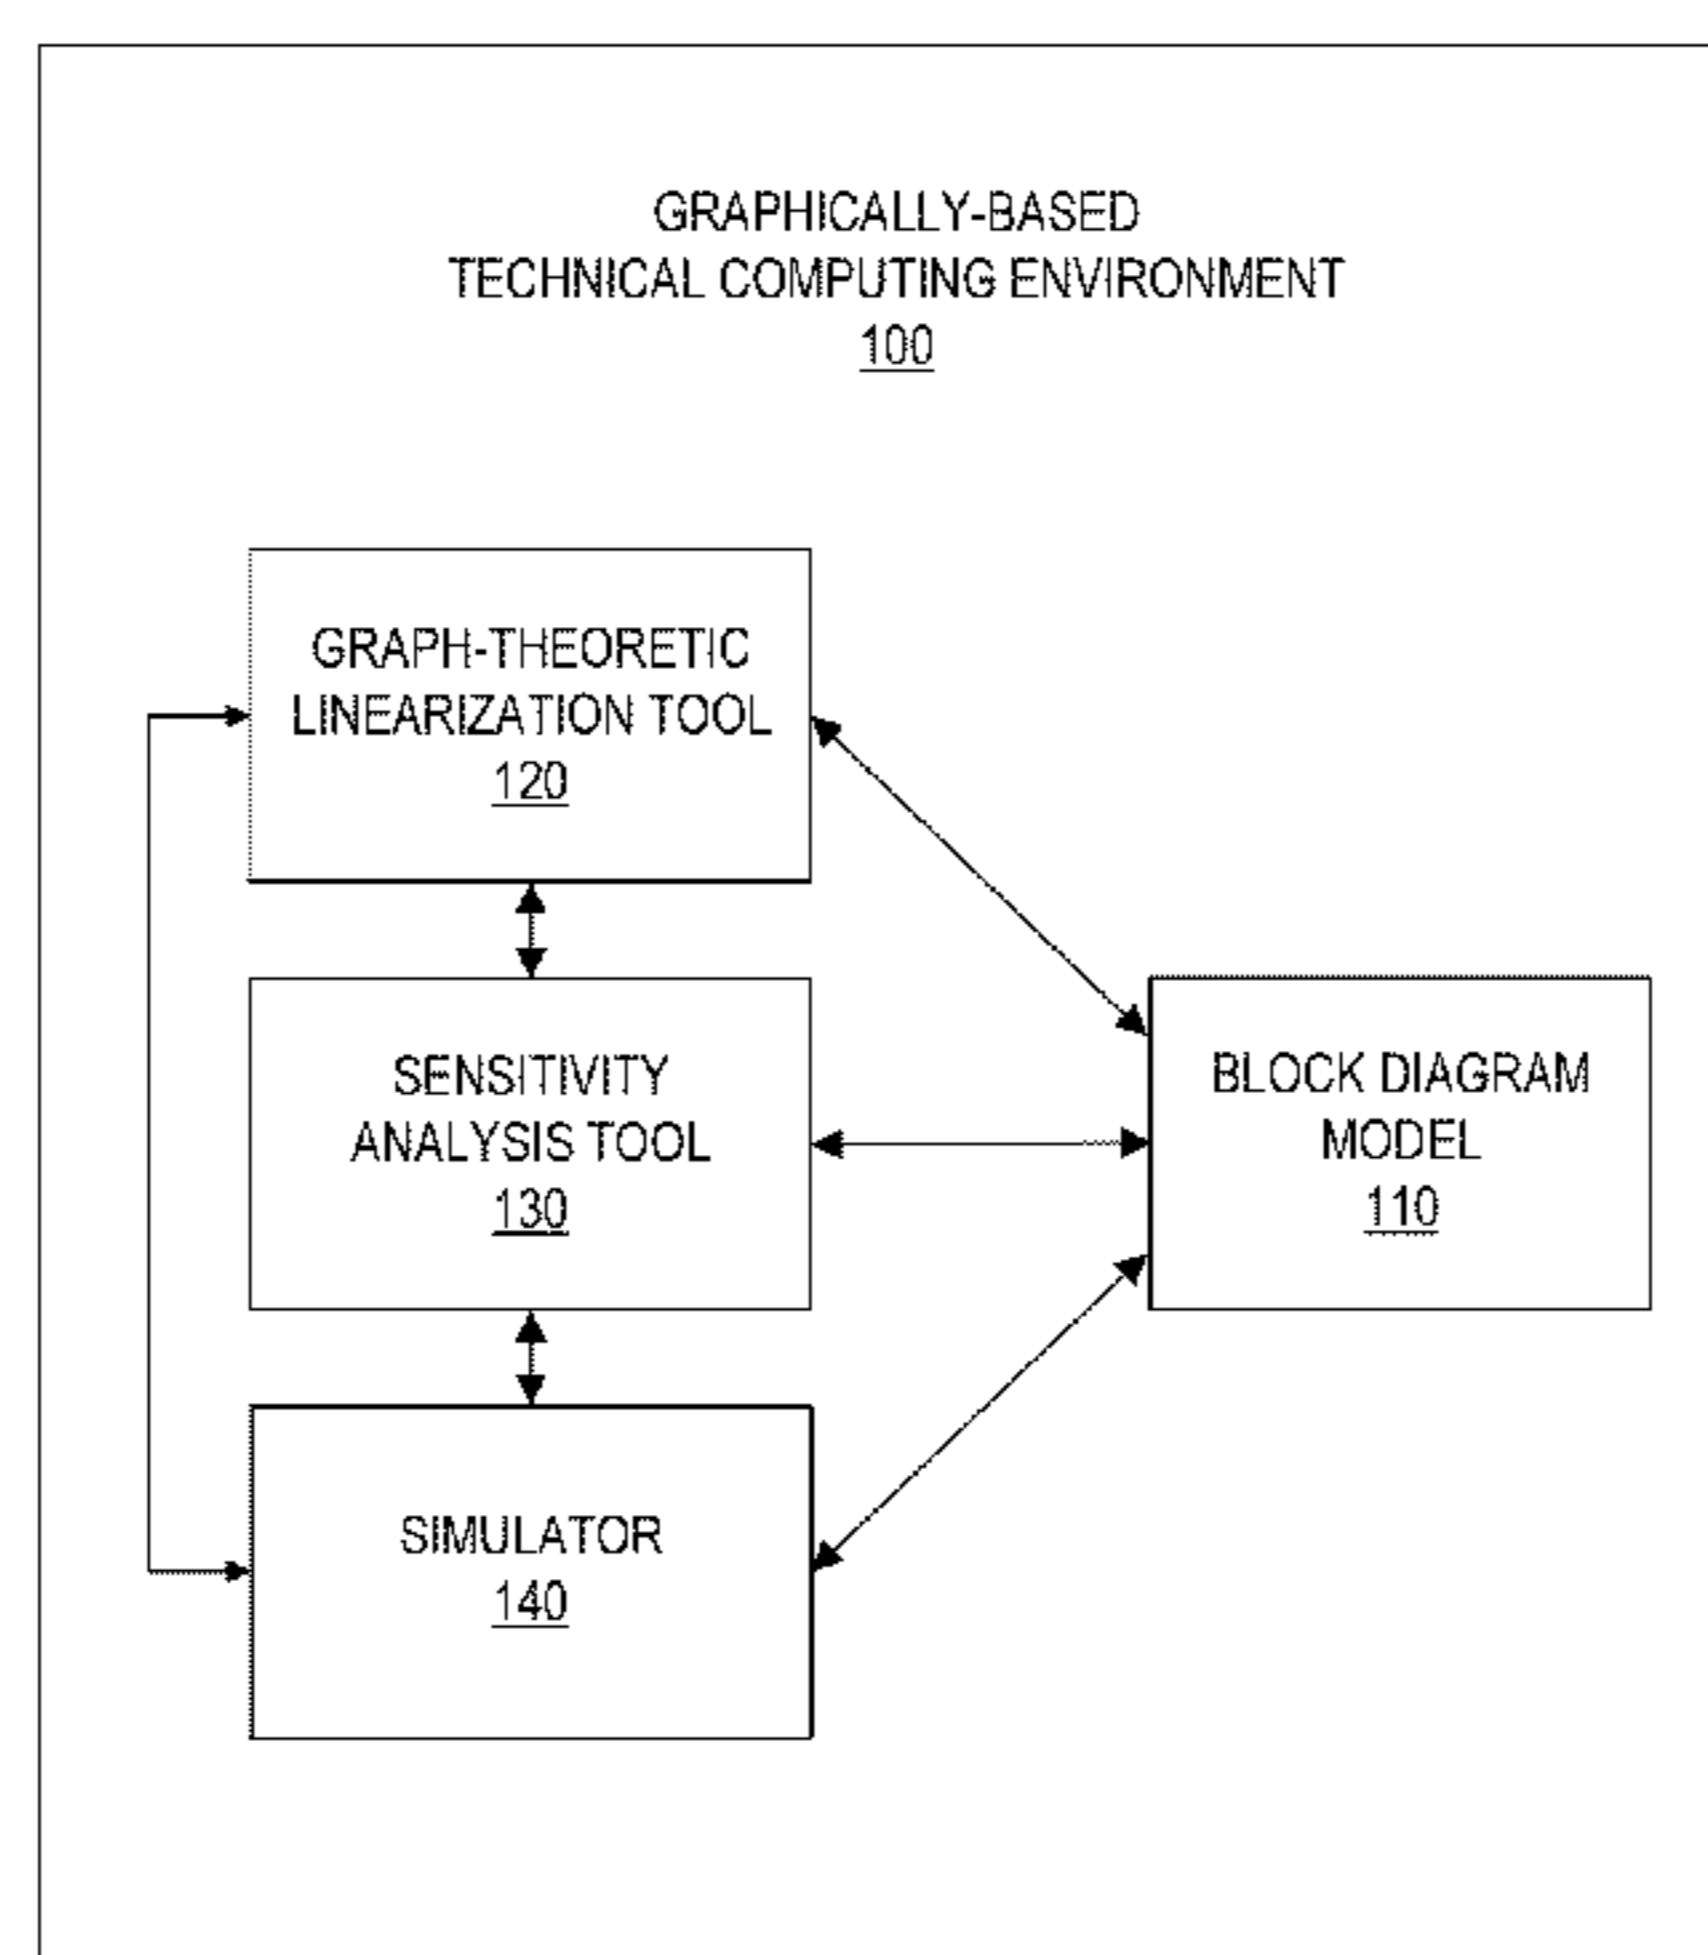 GRAPHICALLY-BASED
TECHNICAL COMPUTING ENVIRONMENT
100
GRAPH-THEORETIC
LINEARIZATION TOOL
120
SENSITIVITY
ANALYSIS TOOL
130
BLOCK DIAGRAM
MODEL
110
SIMULATOR
140